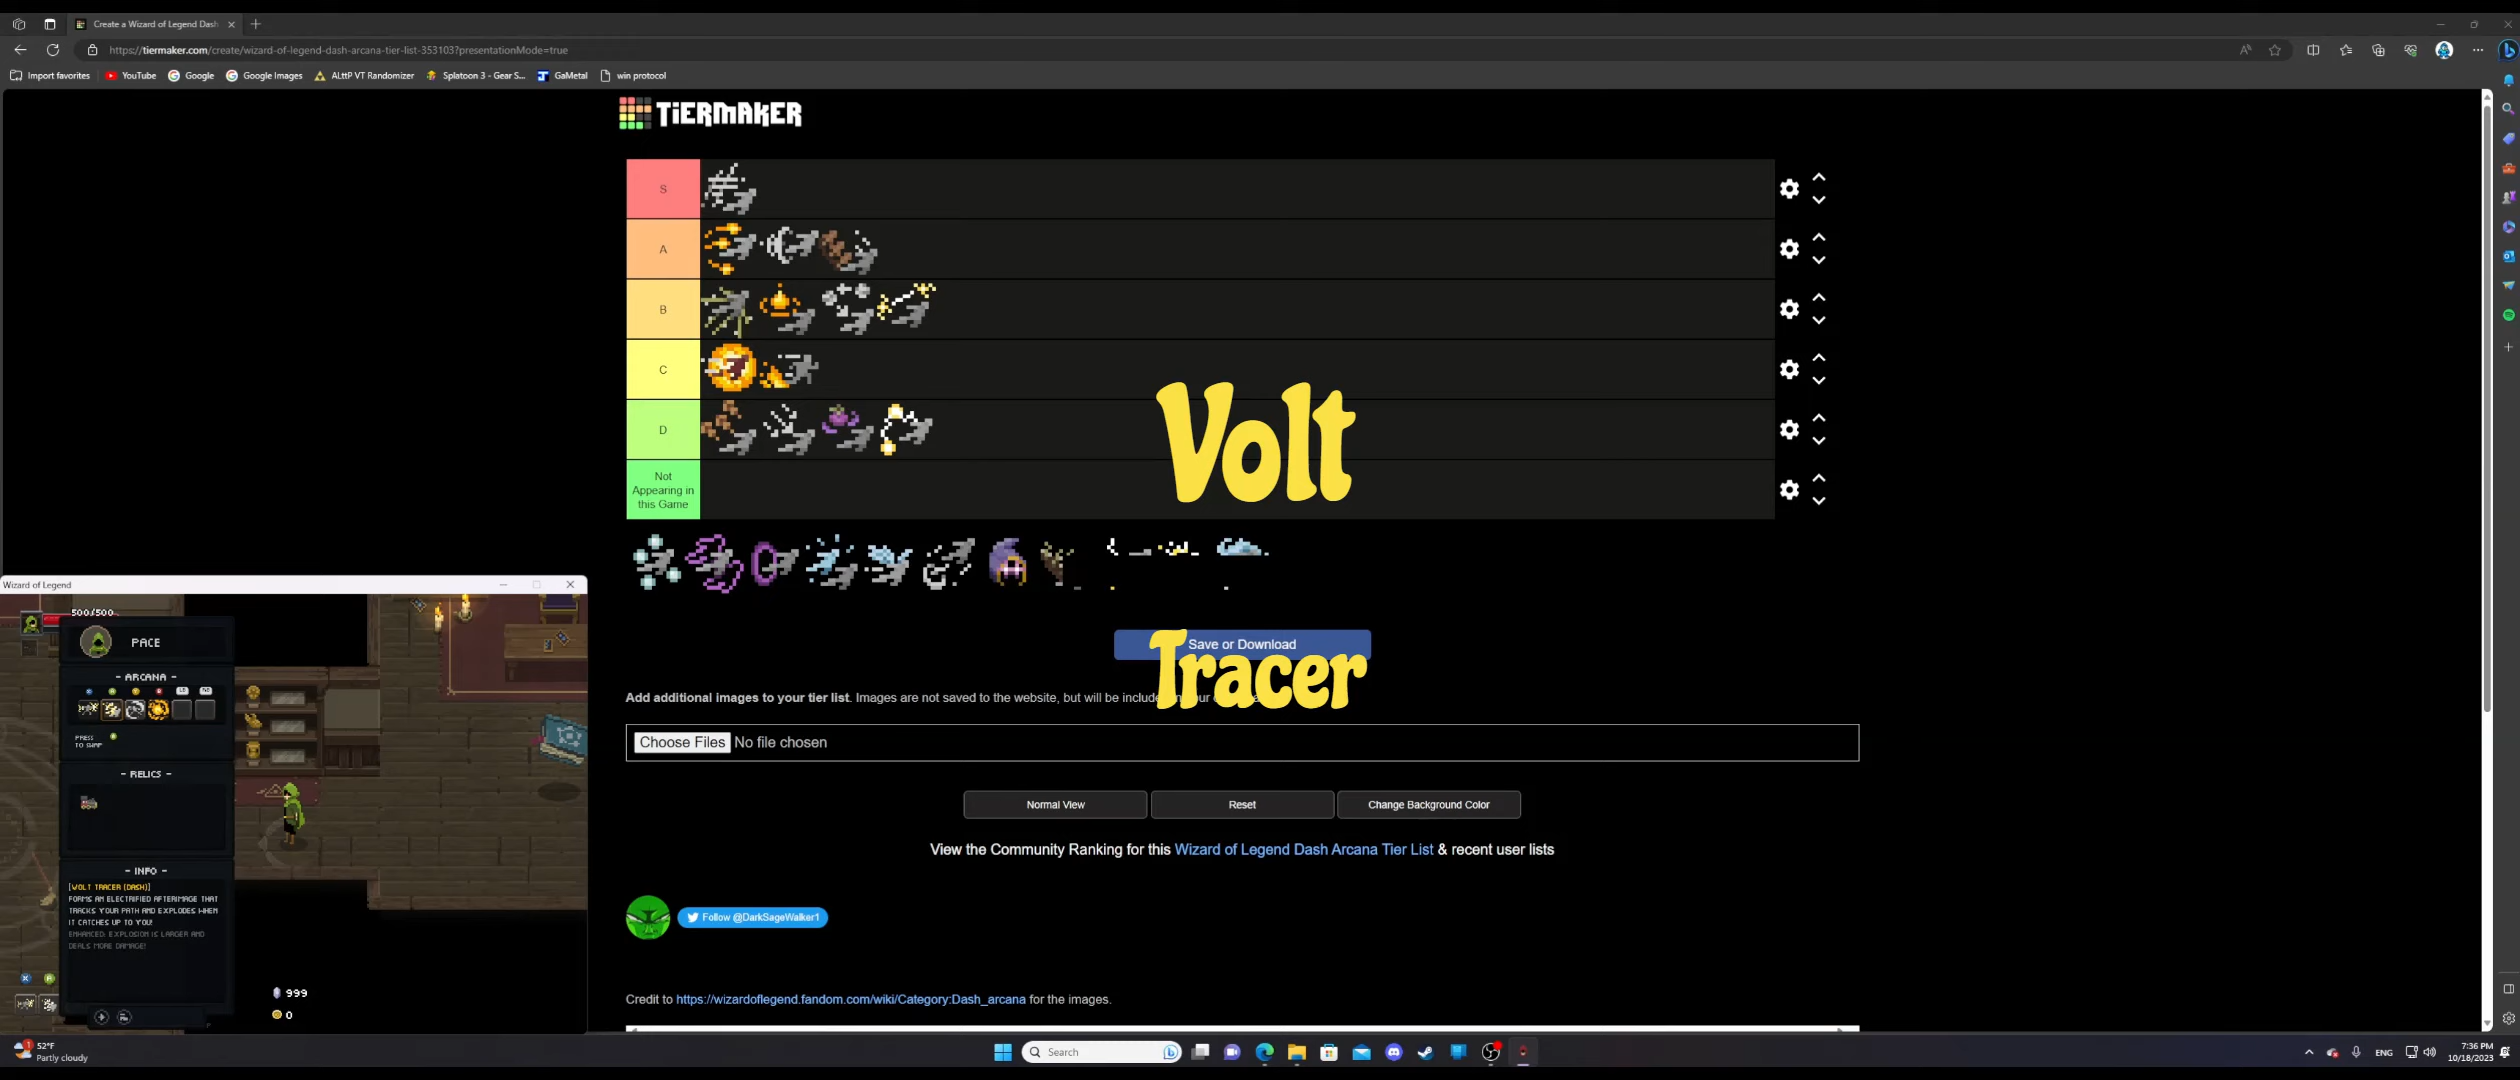 Create a Wizard of Legend Dash
https://tiermaker.com/create/wizard-of-legend-dash-arcana-tier-list-353103?presentationMode=true
Import favorites YouTube Google Google Images ALttP VT Randomizer Splatoon 3 - Gear S... GaMetal win protocol
TiERMAKER
S
A
B
C
D
Not Appearing in this Game
Volt
Tracer
Save or Download
Add additional images to your tier list. Images are not saved to the website, but will be include
Choose Files No file chosen
Normal View Reset Change Background Color
View the Community Ranking for this Wizard of Legend Dash Arcana Tier List & recent user lists
Follow @DarkSageWalker1
Credit to https://wizardoflegend.fandom.com/wiki/Category:Dash_arcana for the images.
Wizard of Legend
500/500
PACE
- ARCANA -
PRESS
TO SWAP
- RELICS -
- INFO -
[VOLT TRACER (DASH)]
FORMS AN ELECTRIFIED AFTERIMAGE THAT
TRACKS YOUR PATH AND EXPLODES WHEN
IT CATCHES UP TO YOU!
ENHANCED: EXPLOSION IS LARGER AND
DEALS MORE DAMAGE!
999
0
52°F
Partly cloudy
Search
ENG
7:36 PM
10/18/2023